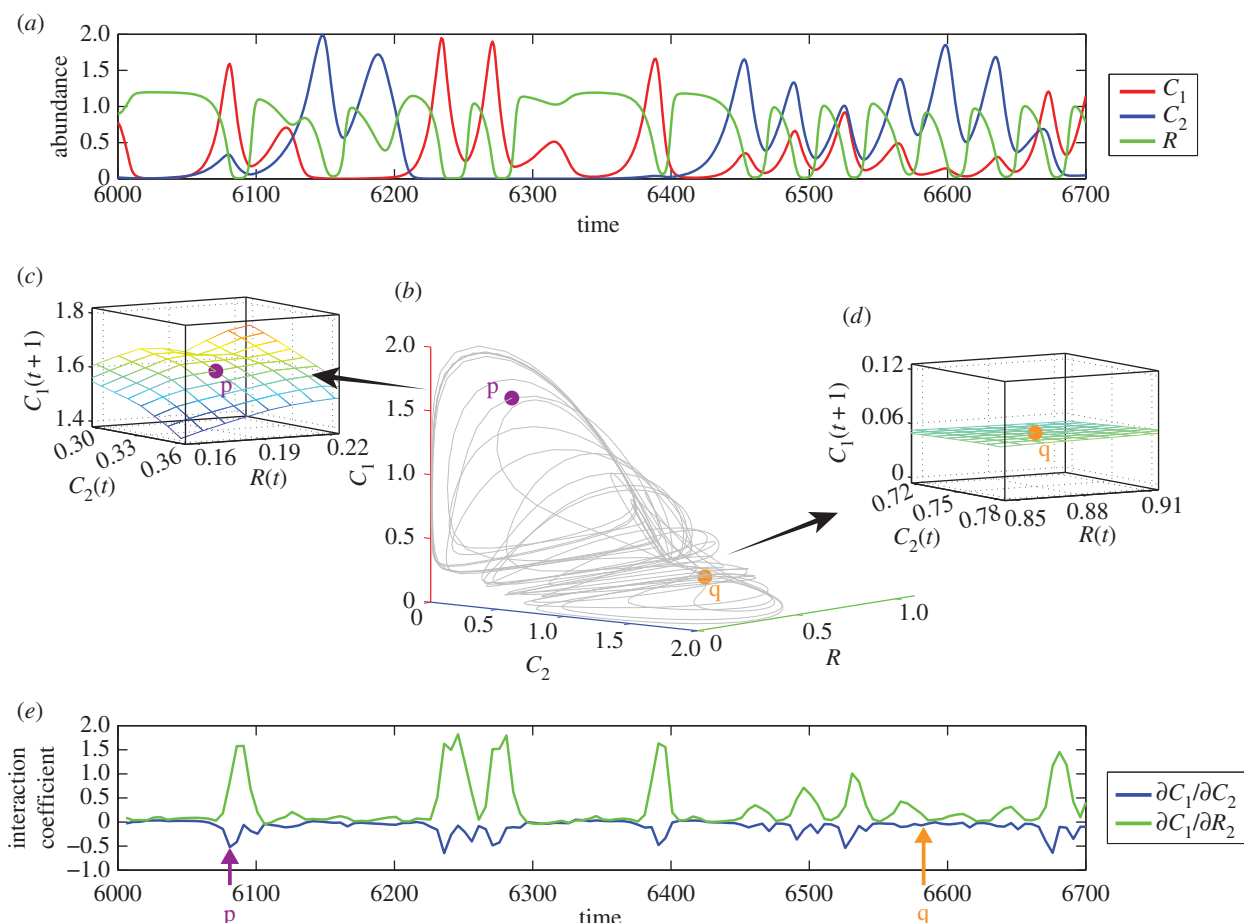 (a)
abundance
2.0
1.5
1.0
0.5
0
6000 6100 6200 6300 6400 6500 6600 6700
time
C1
C2
R
(c)
C1(t + 1)
1.8
1.6
1.4
p
0.30
0.33
0.36
C2(t)
0.16 0.19 0.22
R(t)
(b)
C1
2.0
1.5
1.0
0.5
0
p
q
0 0.5 1.0 1.5 2.0
C2
0 0.5 1.0
R
(d)
C1(t + 1)
0.12
0.06
0
q
0.72
0.75
0.78
C2(t)
0.85 0.88 0.91
R(t)
(e)
interaction
coefficient
2.0
1.5
1.0
0.5
0
−0.5
−1.0
6000 6100 6200 6300 6400 6500 6600 6700
p
time
q
∂C1/∂C2
∂C1/∂R2